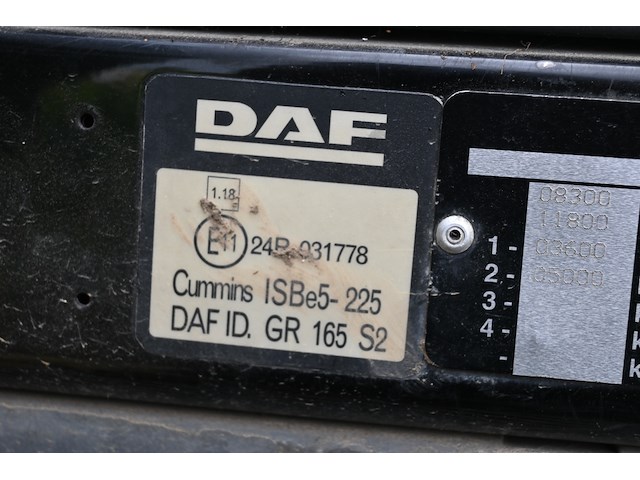 DAF
1.18
E11 24R-031778
Cummins ISBe5-225
DAF ID. GR 165 S2
08300
11800
1 - 03600
2 - 05000
3 -
4 -
-
k
k